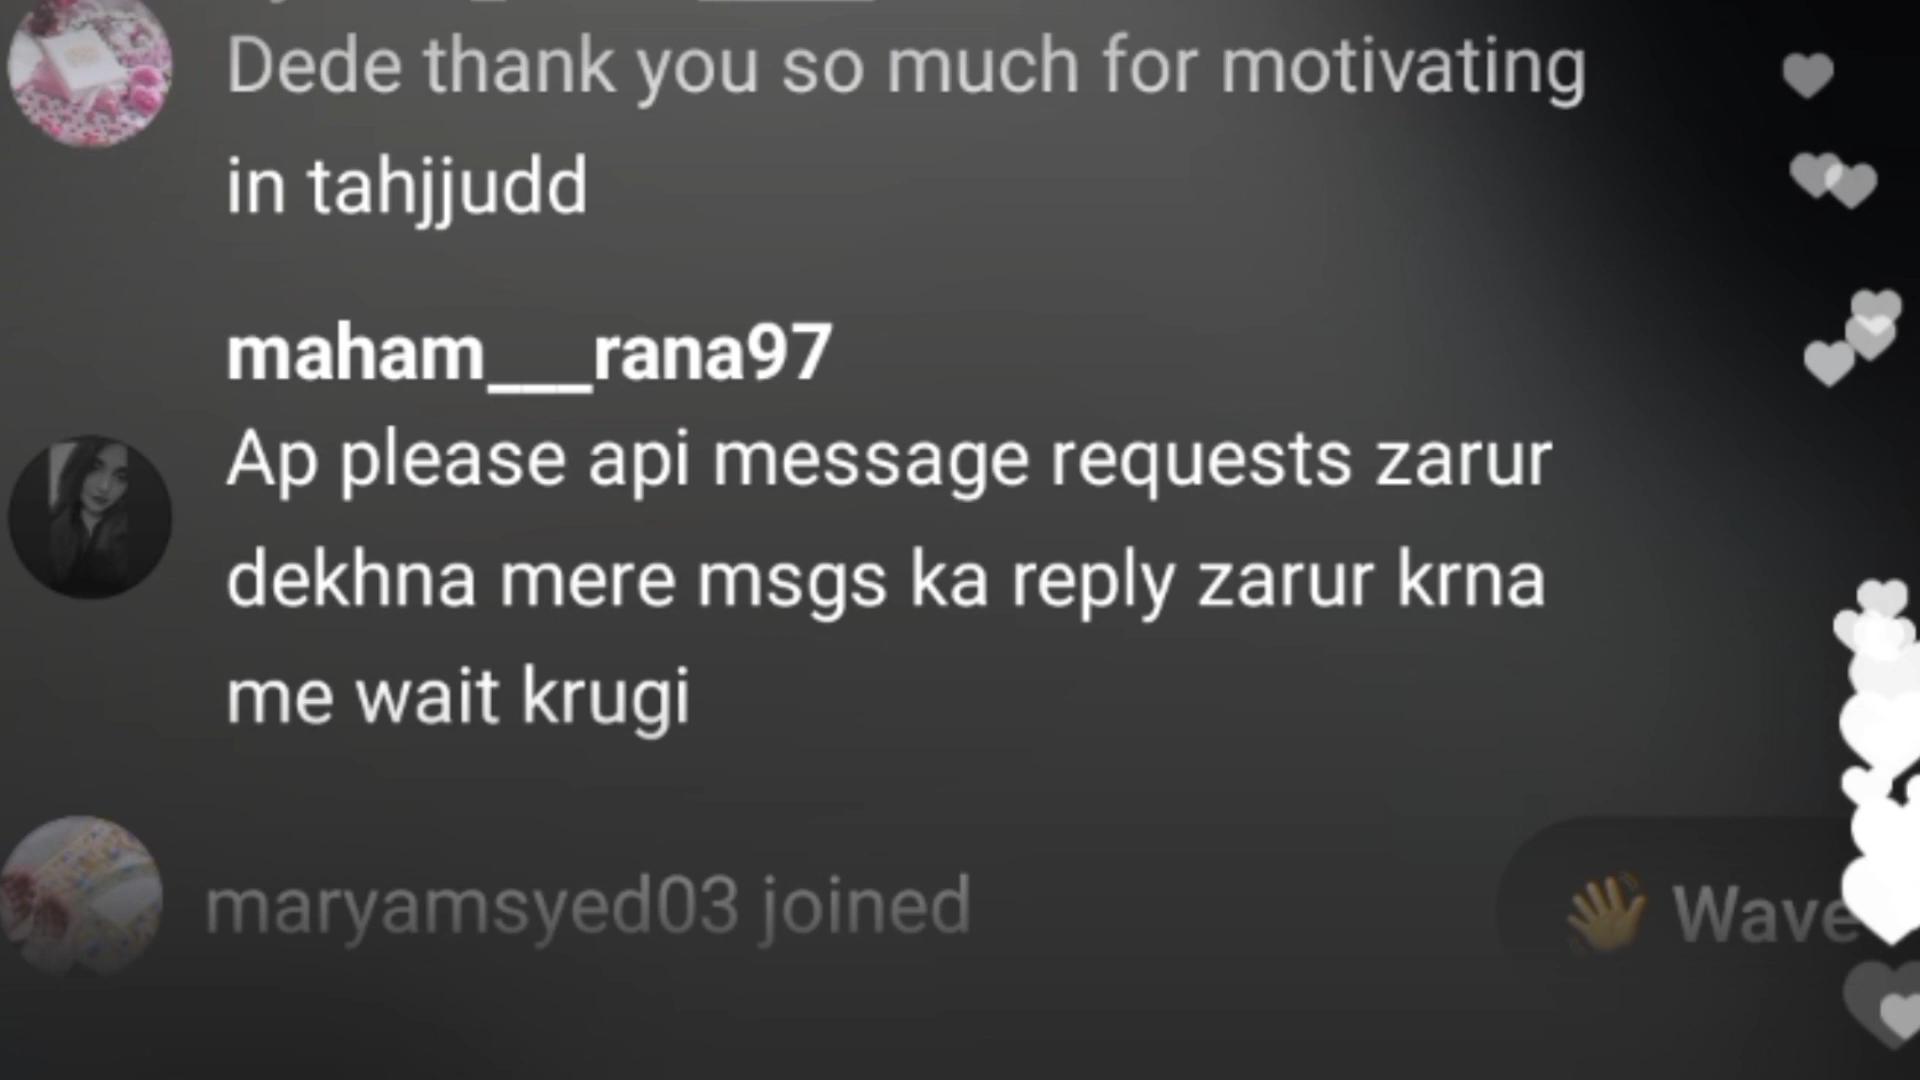 Dede thank you so much for motivating
in tahjjudd
maham___rana97
Ap please api message requests zarur
dekhna mere msgs ka reply zarur krna
me wait krugi
maryamsyed03 joined
👋 Wave